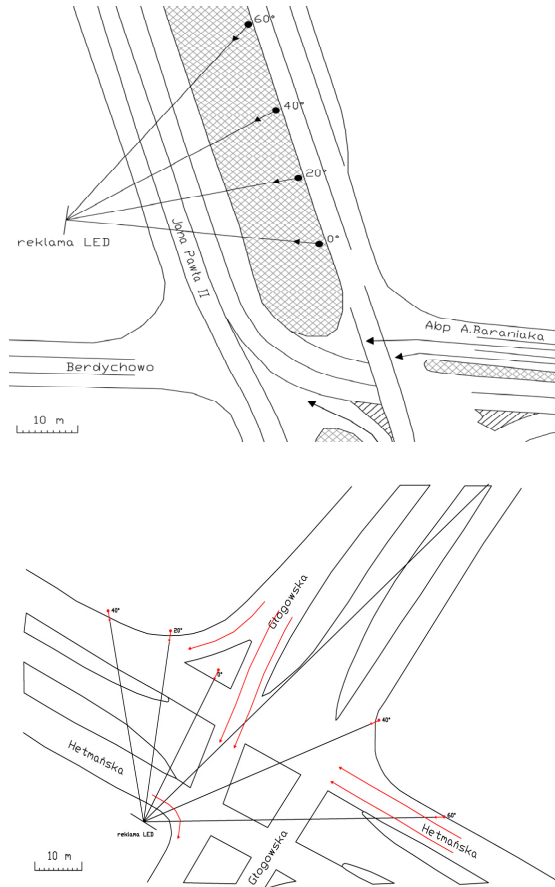 60°
40°
20°
0°
reklama LED
Jana Pawła II
Abp A.Baraniaka
Berdychowo
10 m
Głogowska
40°
20°
0°
40°
60°
Hetmańska
reklama LED
Hetmańska
Głogowska
10 m